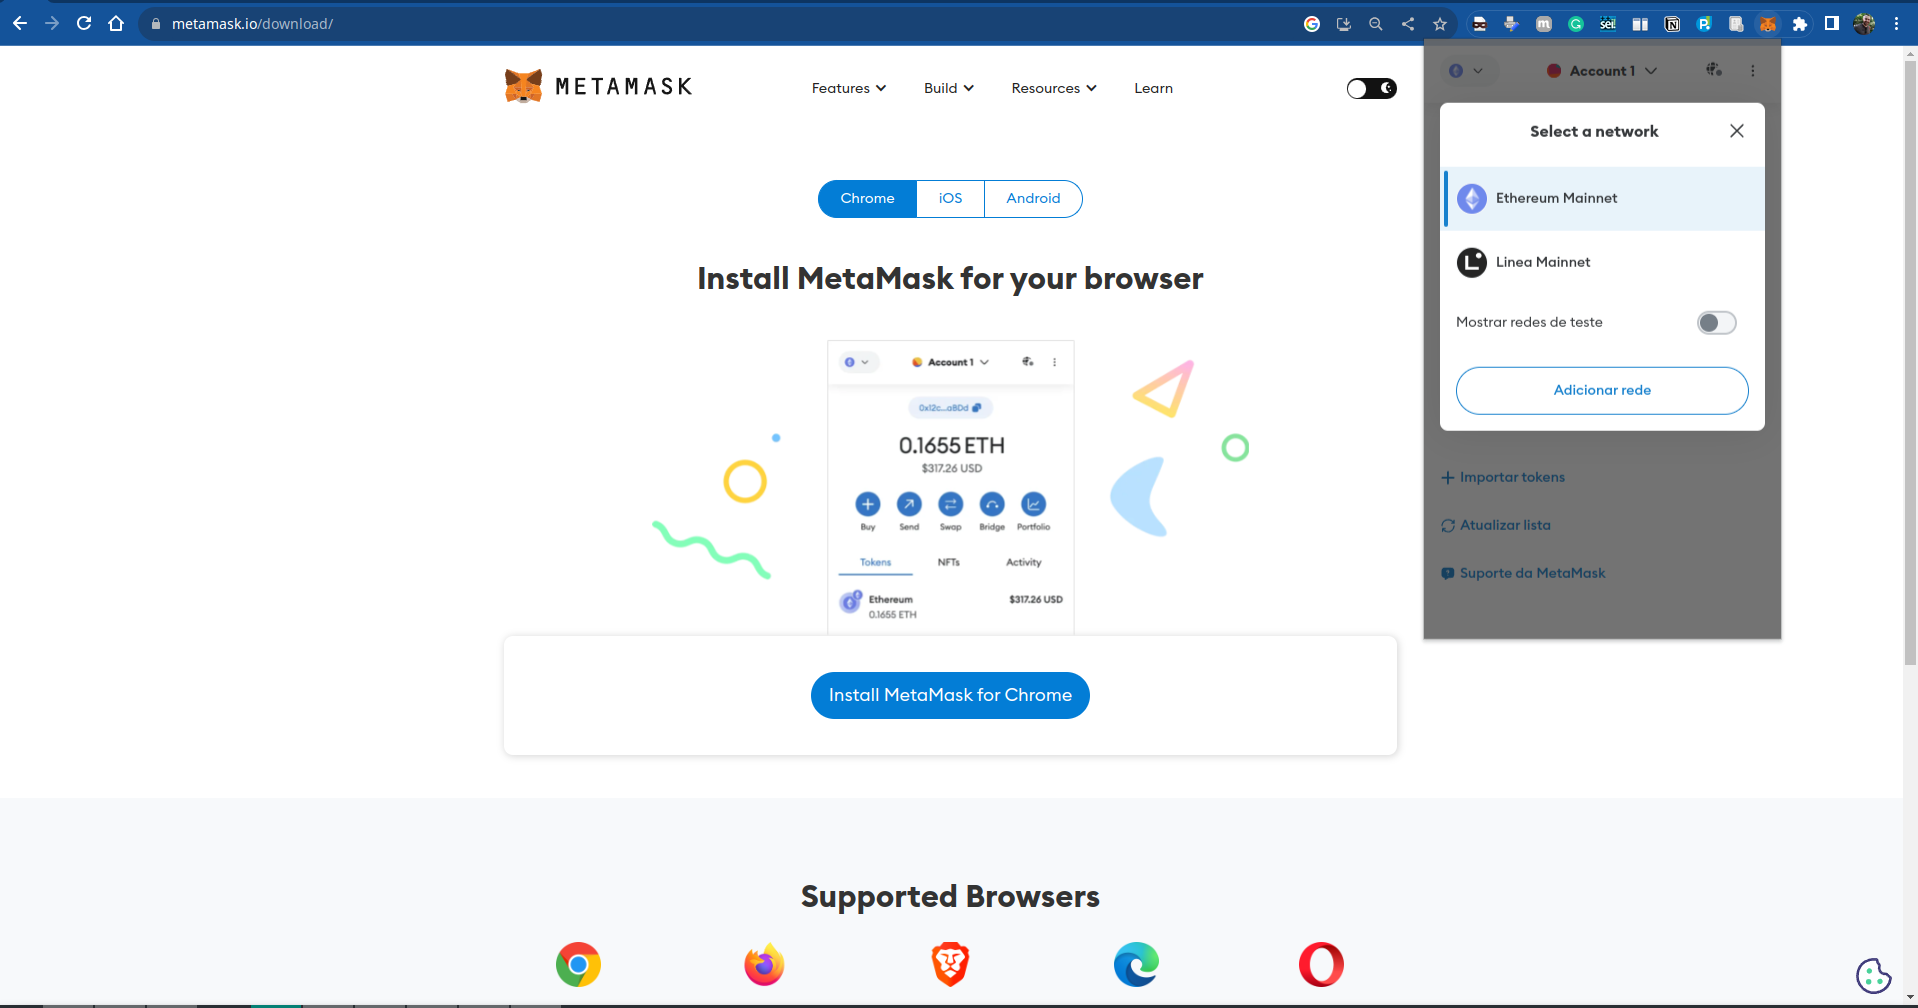 metamask.io/download/
METAMASK
Features
Build
Resources
Learn
Chrome
iOS
Android
Install MetaMask for your browser
Account 1
0x12c...a8Dd
0.1655 ETH
$317.26 USD
Buy
Send
Swap
Bridge
Portfolio
Tokens
NFTs
Activity
Ethereum
$317.26 USD
0.1655 ETH
Install MetaMask for Chrome
Supported Browsers
Account 1
Select a network
Ethereum Mainnet
Linea Mainnet
Mostrar redes de teste
Adicionar rede
Importar tokens
Atualizar lista
Suporte da MetaMask